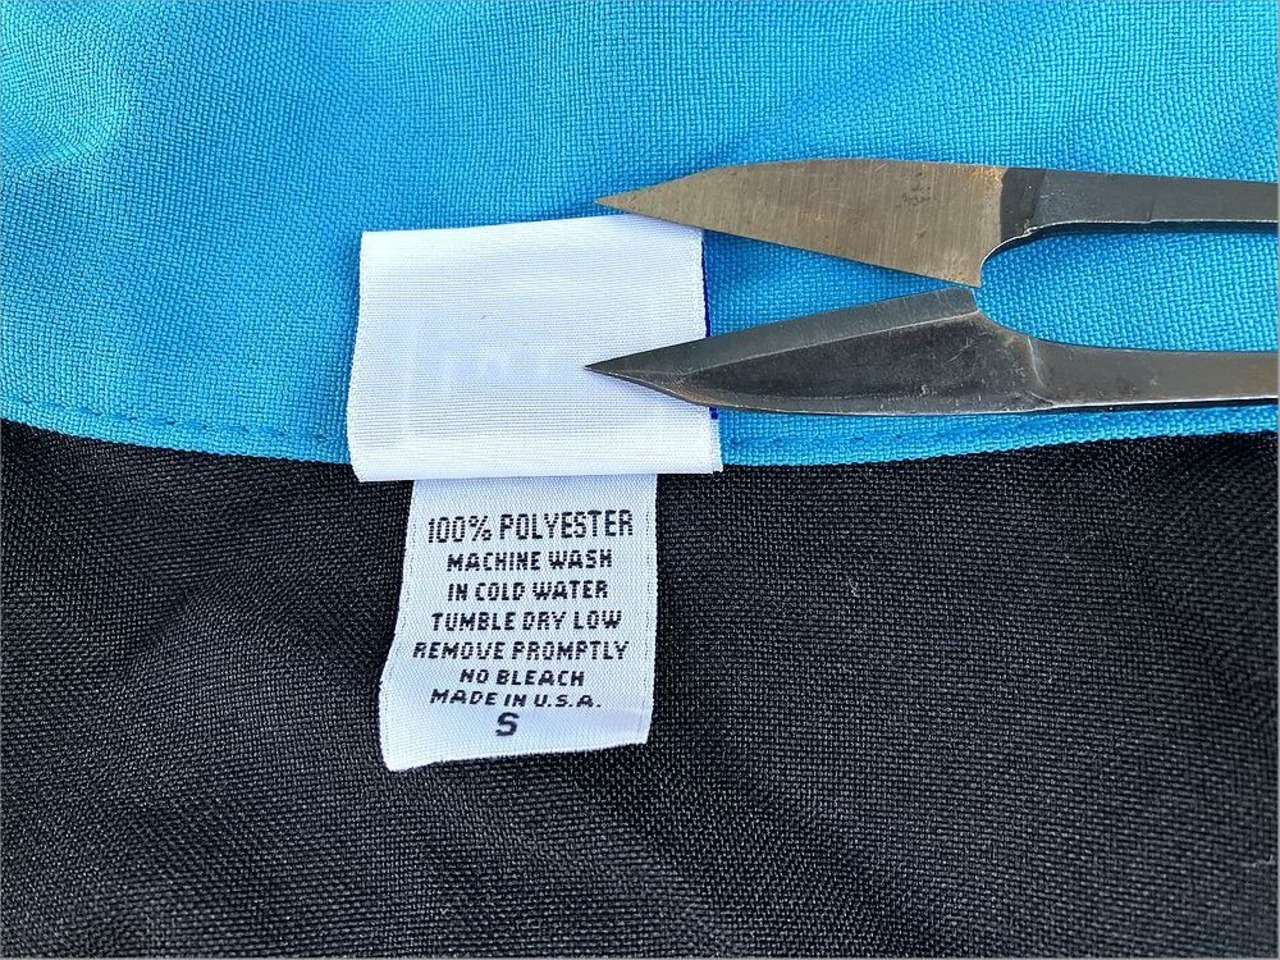 100% POLYESTER
MACHINE WASH
IN COLD WATER
TUMBLE DRY LOW
REMOVE PROMPTLY
NO BLEACH
MADE IN U.S.A.
S